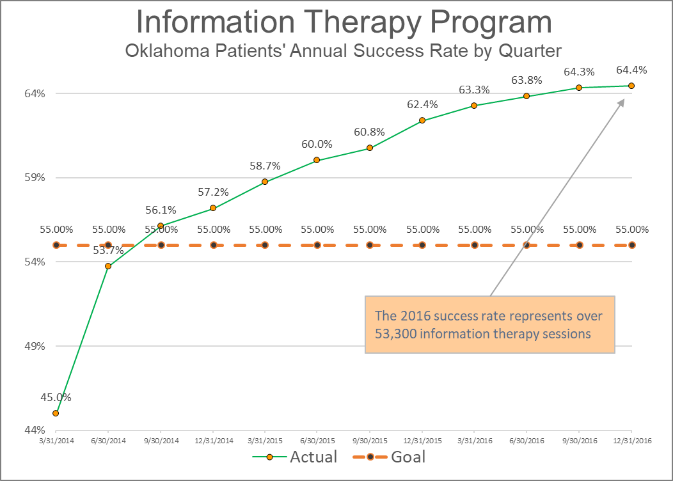 Information Therapy Program
Oklahoma Patients' Annual Success Rate by Quarter
64%
59%
54%
49%
44%
45.0%
53.7%
56.1%
57.2%
58.7%
60.0%
60.8%
62.4%
63.3%
63.8%
64.3%
64.4%
55.00% 55.00% 55.00% 55.00% 55.00% 55.00% 55.00% 55.00% 55.00% 55.00% 55.00% 55.00%
The 2016 success rate represents over
53,300 information therapy sessions
3/31/2014 6/30/2014 9/30/2014 12/31/2014 3/31/2015 6/30/2015 9/30/2015 12/31/2015 3/31/2016 6/30/2016 9/30/2016 12/31/2016
Actual Goal